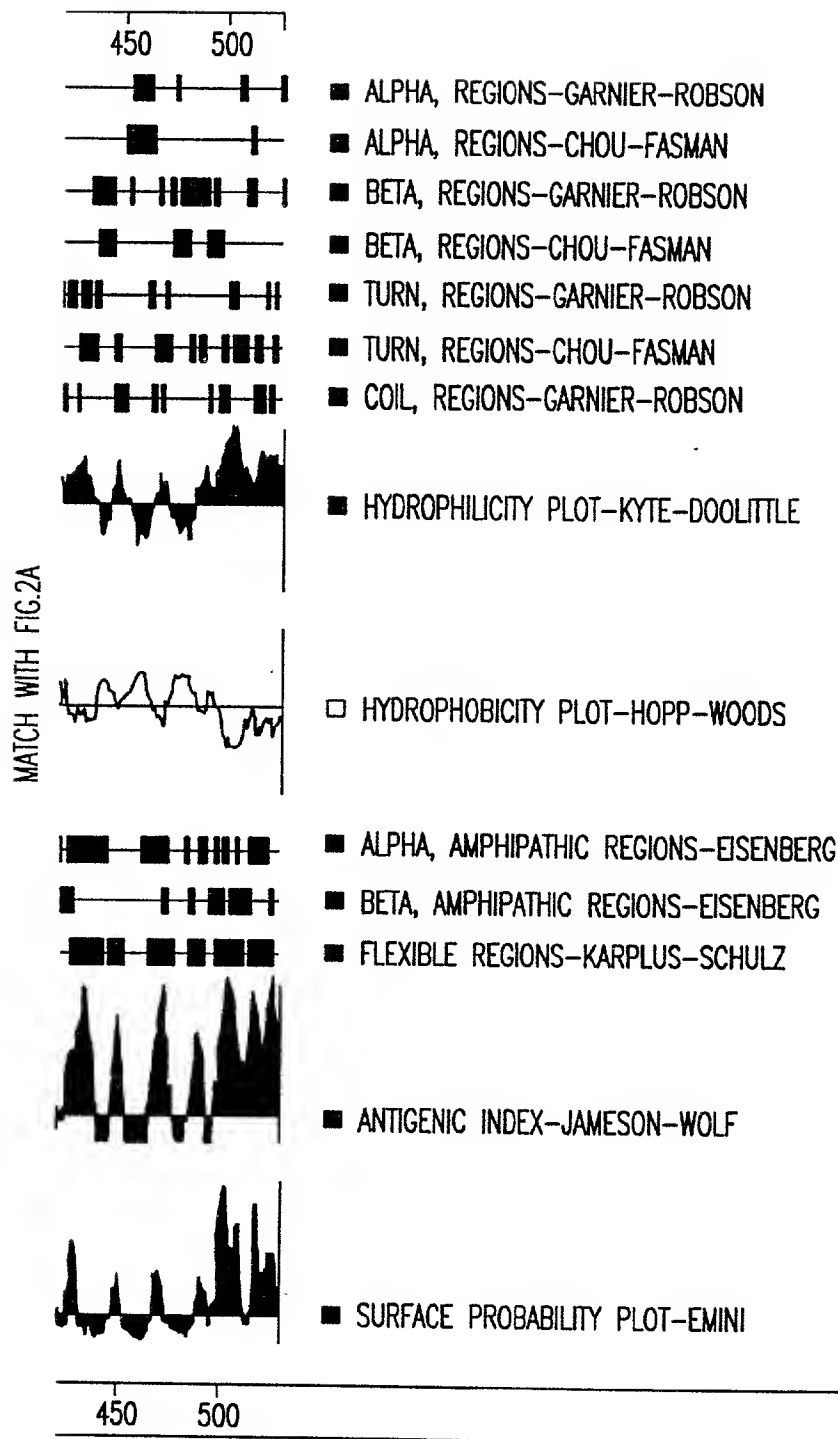 450 500
ALPHA, REGIONS-GARNIER-ROBSON
ALPHA, REGIONS-CHOU-FASMAN
BETA, REGIONS-GARNIER-ROBSON
BETA, REGIONS-CHOU-FASMAN
TURN, REGIONS-GARNIER-ROBSON
TURN, REGIONS-CHOU-FASMAN
COIL, REGIONS-GARNIER-ROBSON
HYDROPHILICITY PLOT-KYTE-DOOLITTLE
MATCH WITH FIG.2A
HYDROPHOBICITY PLOT-HOPP-WOODS
ALPHA, AMPHIPATHIC REGIONS-EISENBERG
BETA, AMPHIPATHIC REGIONS-EISENBERG
FLEXIBLE REGIONS-KARPLUS-SCHULZ
ANTIGENIC INDEX-JAMESON-WOLF
SURFACE PROBABILITY PLOT-EMINI
450 500